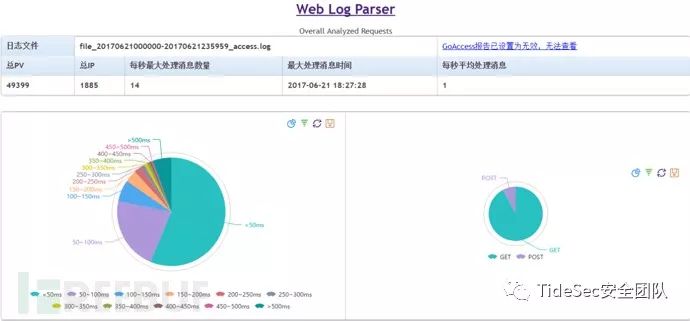 Web Log Parser
Overall Analyzed Requests
日志文件 file_20170621000000-20170621235959_access.log GoAccess报告已设置为无效，无法查看
总PV 总IP 每秒最大处理消息数量 最大处理消息时间 每秒平均处理消息
49399 1885 14 2017-06-21 18:27:28 1
>500ms
450~500ms
400~450ms
350~400ms
300~350ms
250~300ms
200~250ms
150~200ms
100~150ms
50~100ms
<50ms
POST
GET
<50ms 50~100ms 100~150ms 150~200ms 200~250ms 250~300ms
300~350ms 350~400ms 400~450ms 450~500ms >500ms
GET POST
TideSec安全团队